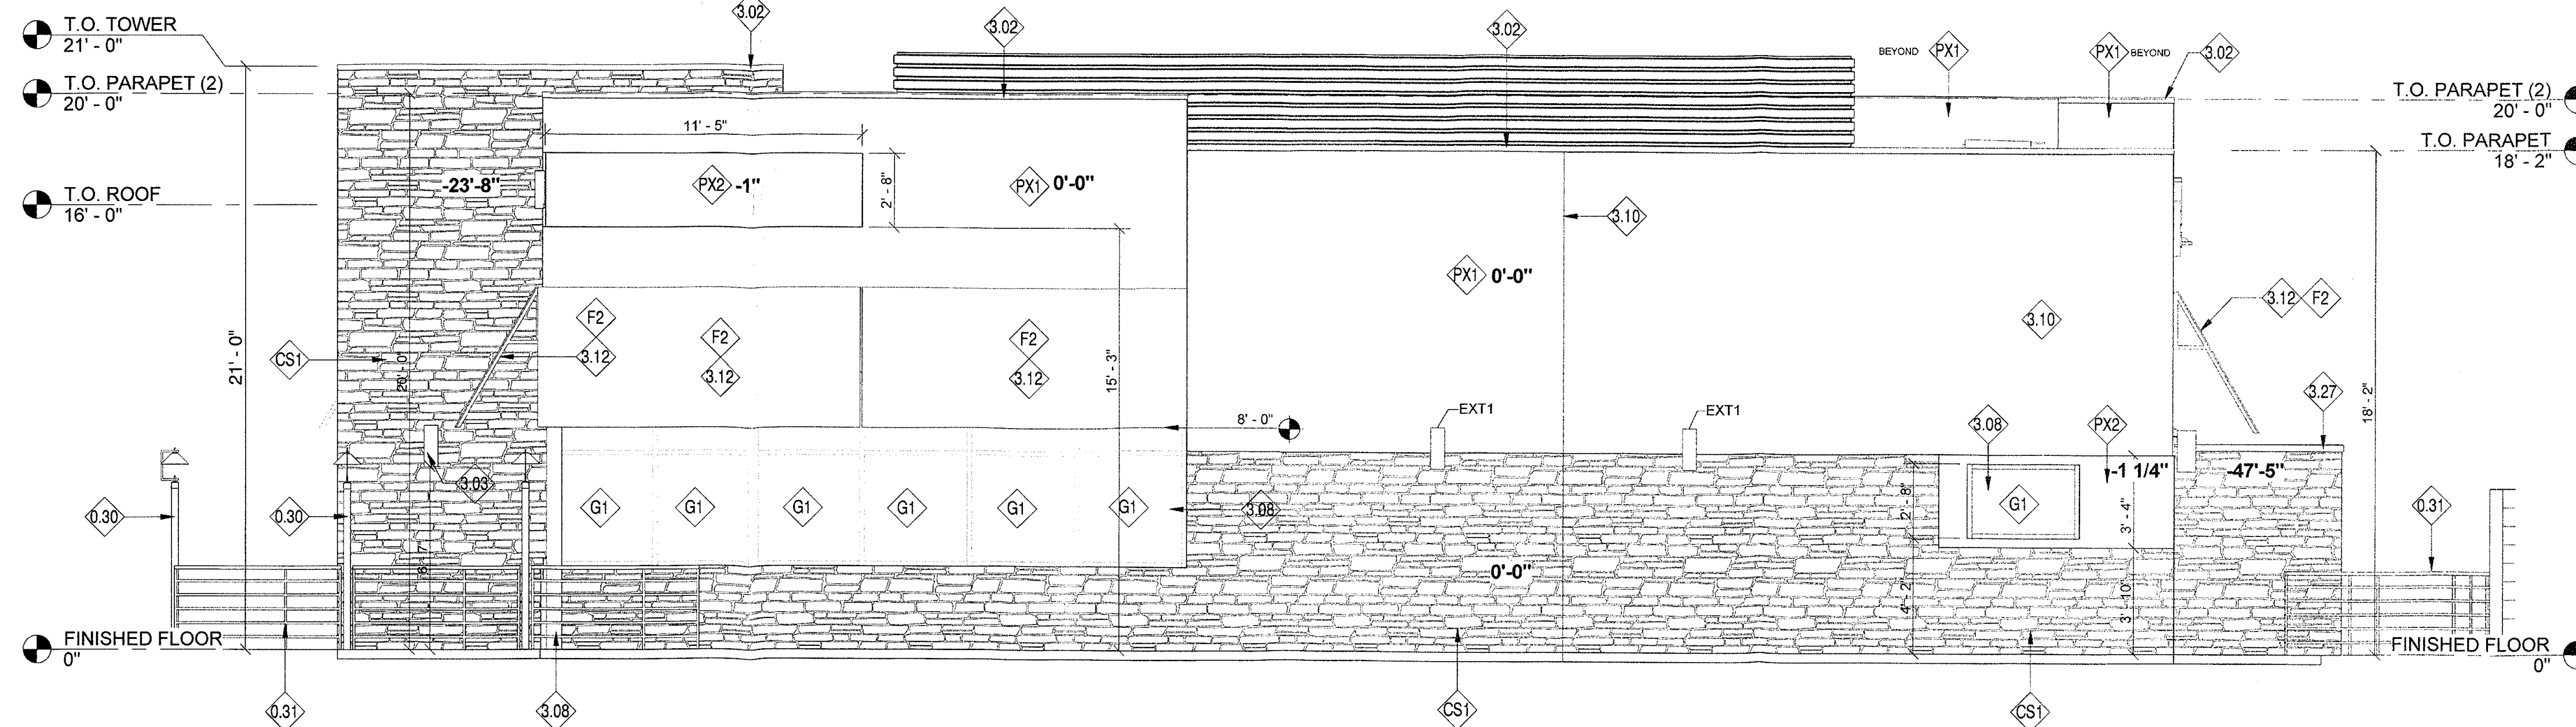 T.O. TOWER
21' - 0"
T.O. PARAPET (2)
20' - 0"
T.O. ROOF
16' - 0"
FINISHED FLOOR
0"
3.02
3.02
3.02
BEYOND PX1
PX1 BEYOND
3.02
T.O. PARAPET (2)
20' - 0"
T.O. PARAPET
18' - 2"
11' - 5"
-23'-8"
PX2 -1"
2' - 8"
PX1 0'-0"
3.10
PX1 0'-0"
3.10
3.12 F2
21' - 0"
CS1
20' - 0"
F2
3.12
F2
3.12
F2
3.12
15' - 3"
18' - 2"
3.27
8' - 0"
EXT1
EXT1
3.08
PX2
-1 1/4"
-47'-5"
3.03
0.30
0.30
G1
G1
G1
G1
G1
G1
3.08
2' - 8"
G1
3' - 4"
0.31
0'-0"
4' - 2"
3' - 10"
FINISHED FLOOR
0"
0.31
3.08
CS1
CS1